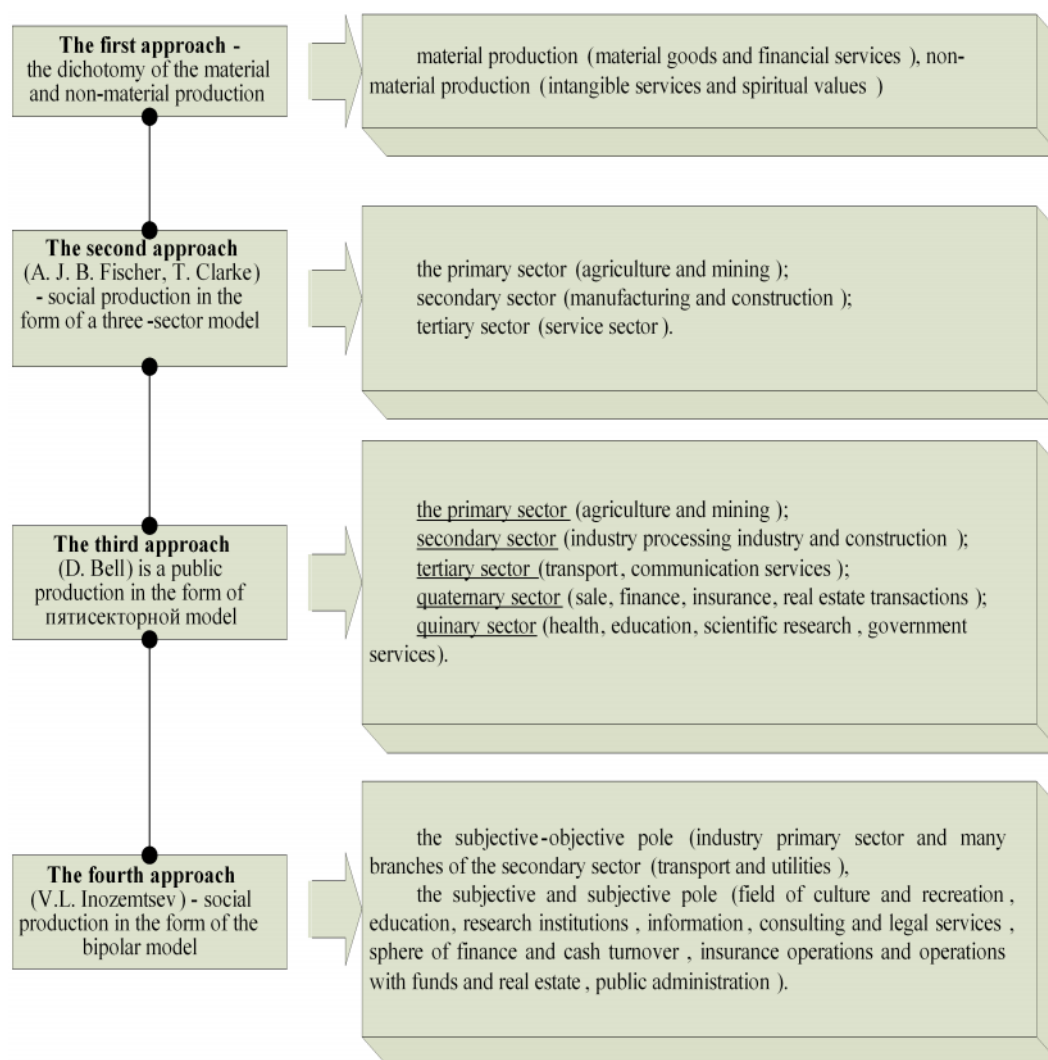 The first approach -
the dichotomy of the material
and non-material production
material production (material goods and financial services ), non-
material production (intangible services and spiritual values )
The second approach
(A. J. B. Fischer, T. Clarke)
- social production in the
form of a three -sector model
the primary sector (agriculture and mining );
secondary sector (manufacturing and construction );
tertiary sector (service sector).
The third approach
(D. Bell) is a public
production in the form of
пятисекторной model
the primary sector (agriculture and mining );
secondary sector (industry processing industry and construction );
tertiary sector (transport, communication services );
quaternary sector (sale, finance, insurance, real estate transactions );
quinary sector (health, education, scientific research , government
services).
The fourth approach
(V.L. Inozemtsev) - social
production in the form of the
bipolar model
the subjective-objective pole (industry primary sector and many
branches of the secondary sector (transport and utilities ),
the subjective and subjective pole (field of culture and recreation ,
education, research institutions , information , consulting and legal services ,
sphere of finance and cash turnover , insurance operations and operations
with funds and real estate , public administration ).